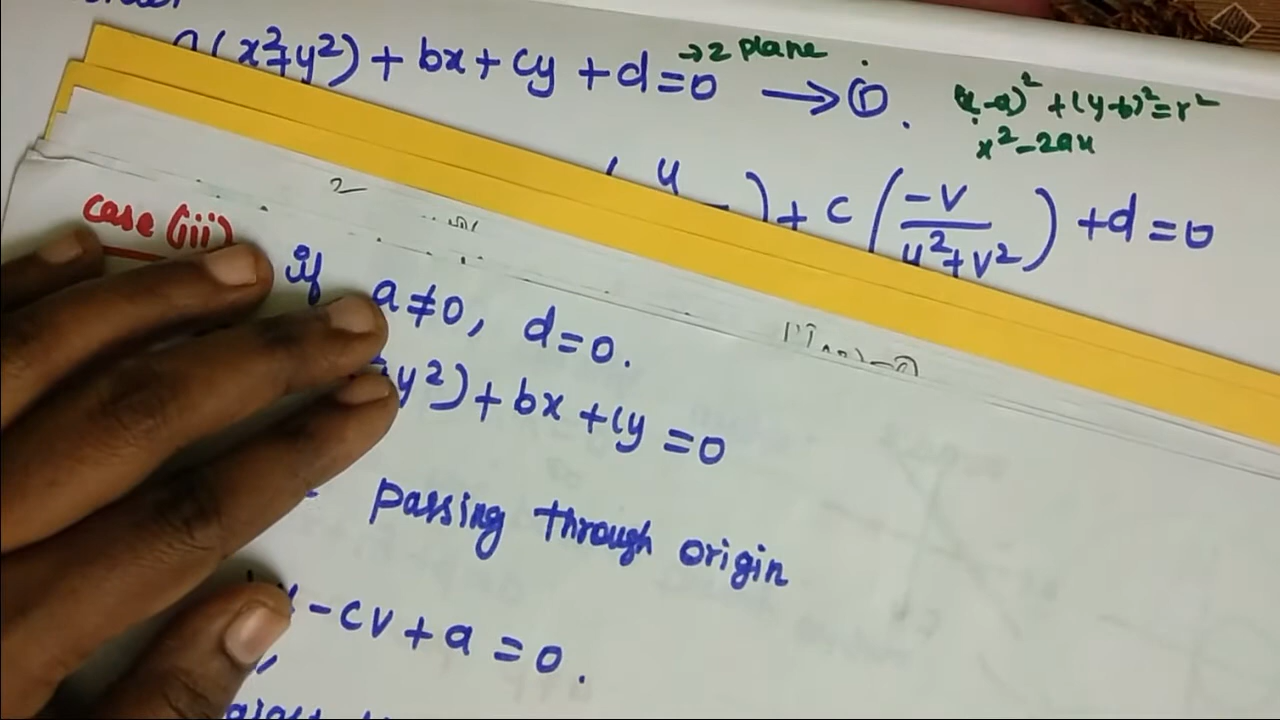 (x²+y²) + bx + cy + d = 0 → z plane → ①.
(x-a)² + (y-b)² = r²
x² - 2ax
+ c (-v / u²+v²) + d = 0
case (iii) if a ≠ 0, d = 0.
y²) + bx + cy = 0
passing through origin
- cv + a = 0.